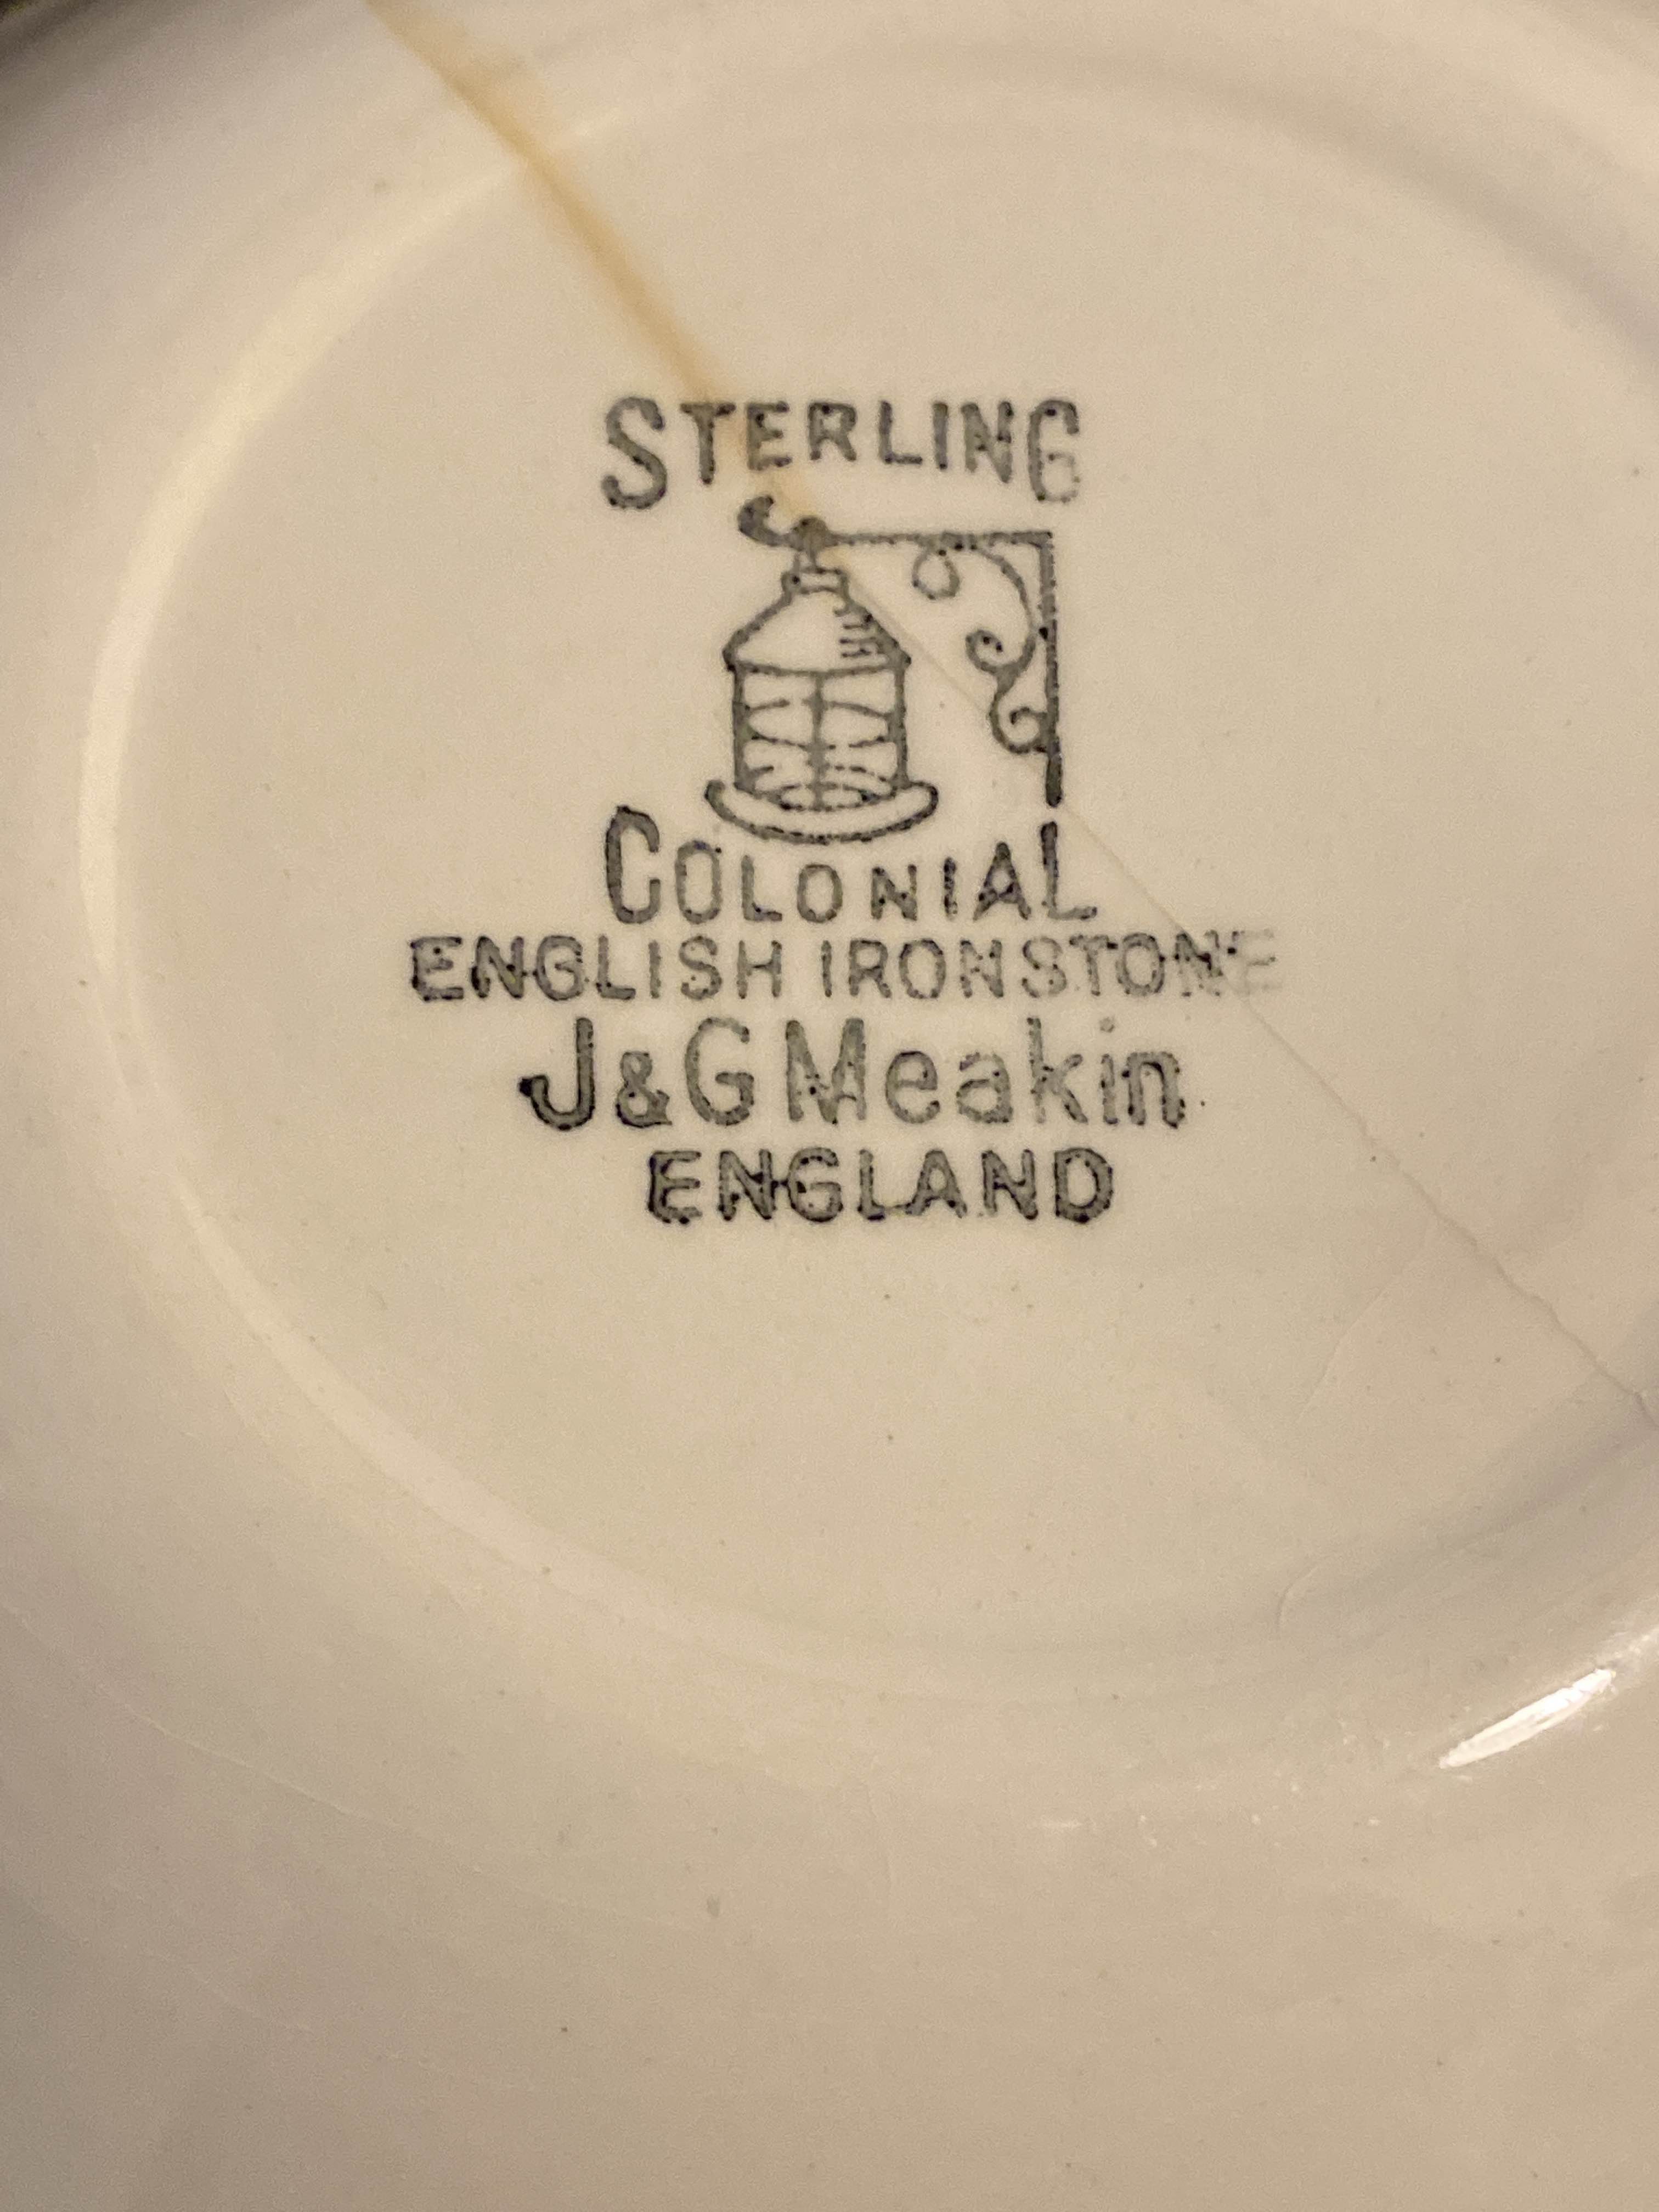 STERLING
COLONIAL
ENGLISH IRONSTONE
J&G Meakin
ENGLAND